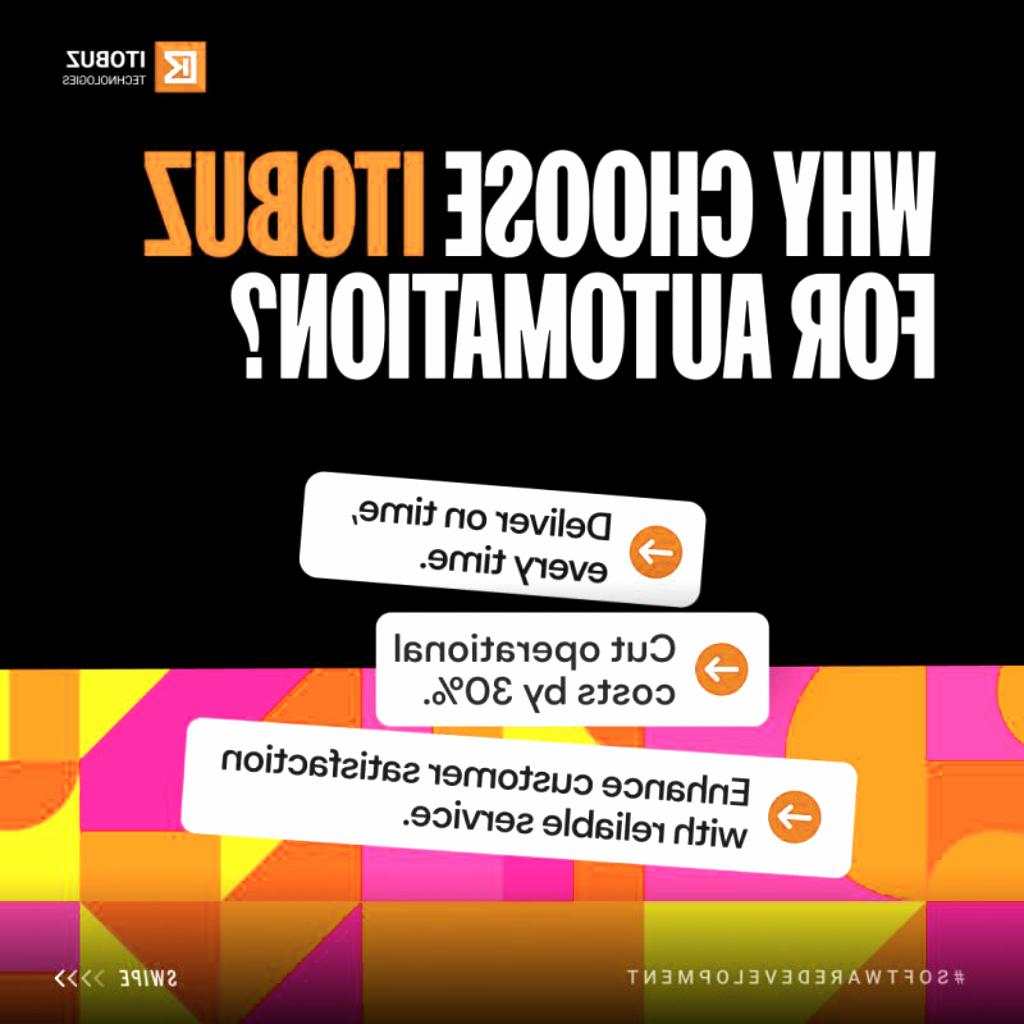 ITOBUZ
TECHNOLOGIES
WHY CHOOSE ITOBUZ
FOR AUTOMATION?
Deliver on time,
every time.
Cut operational
costs by 30%.
Enhance customer satisfaction
with reliable service.
#SOFTWAREDEVELOPMENT
SWIPE >>>>